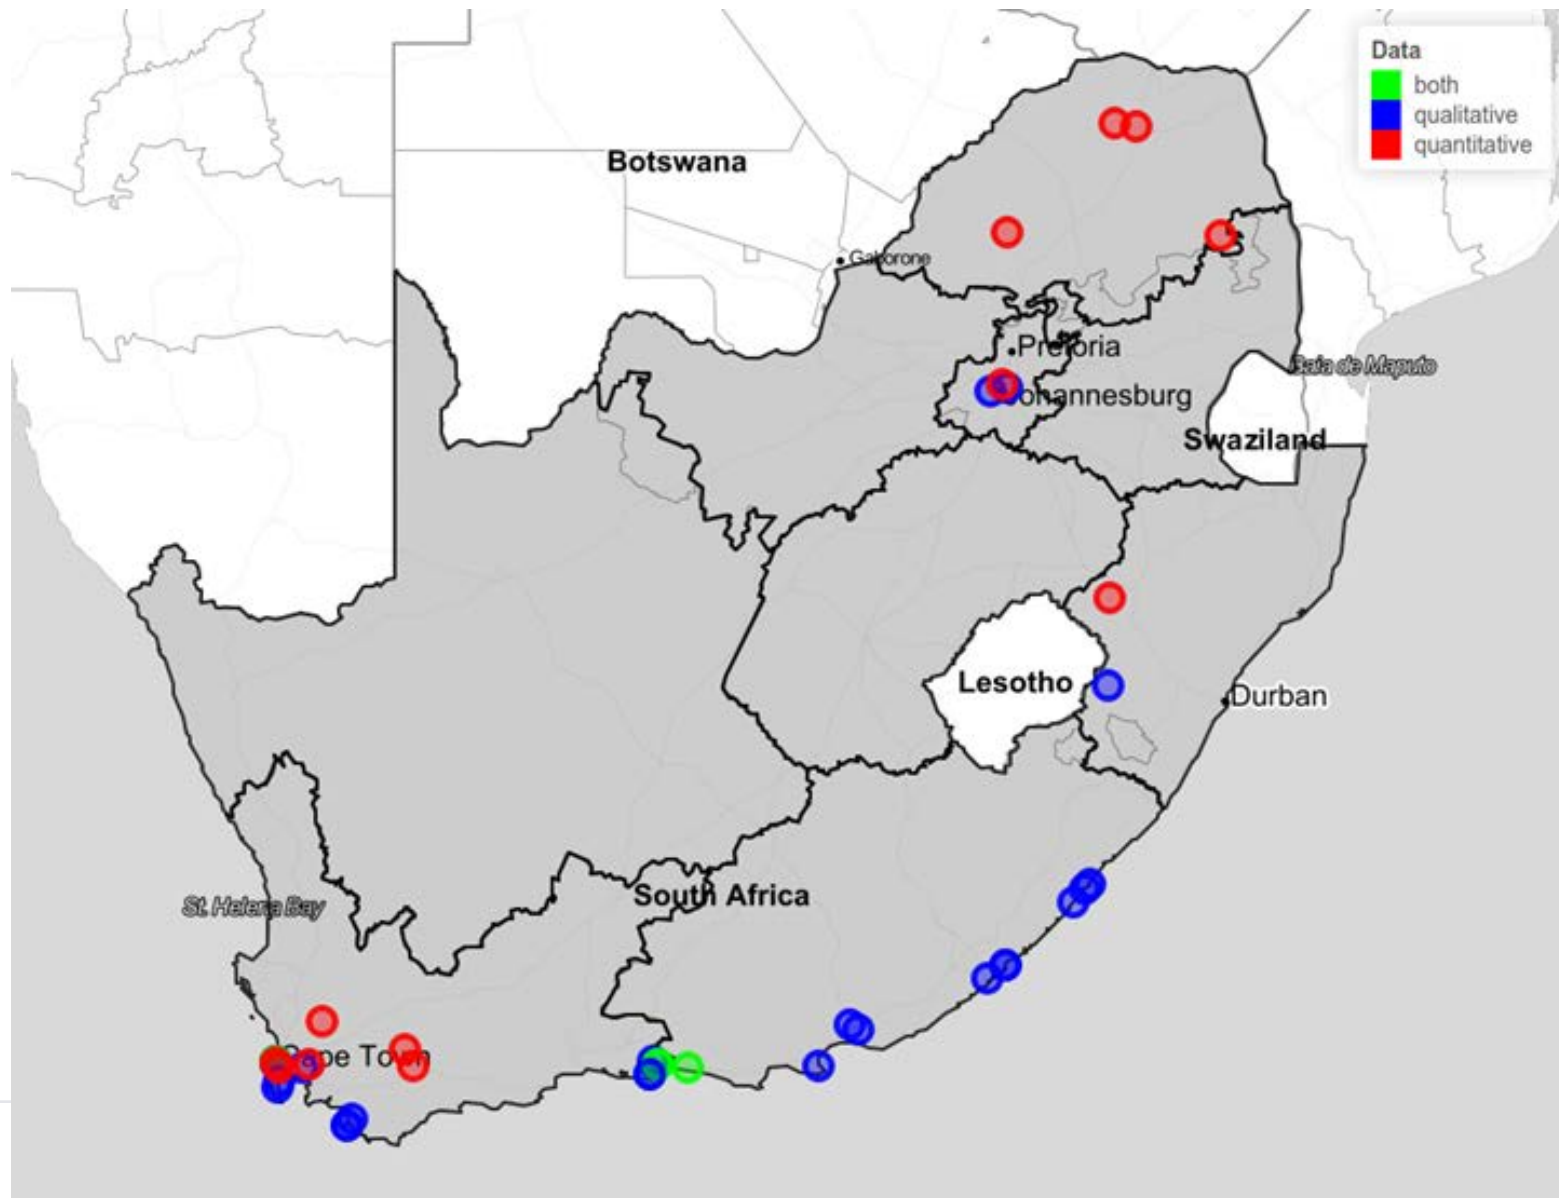 Data
both
qualitative
quantitative
Botswana
Gaborone
Pretoria
Baia de Maputo
Johannesburg
Swaziland
Lesotho
Durban
South Africa
St. Helena Bay
Cape Town